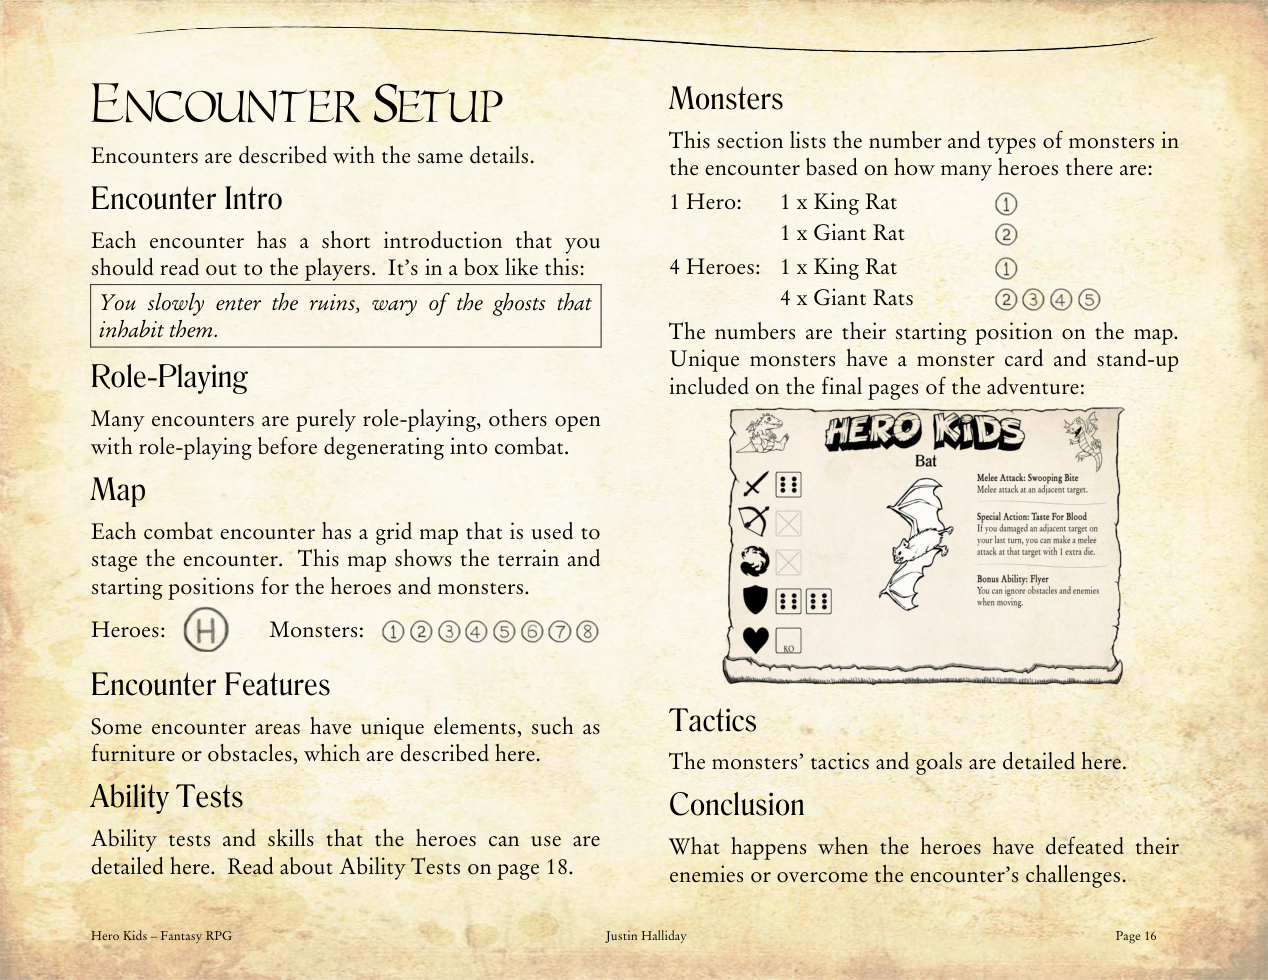 ENCOUNTER SETUP
Encounters are described with the same details.
Encounter Intro
Each encounter has a short introduction that you
should read out to the players.  It's in a box like this:
You slowly enter the ruins, wary of the ghosts that
inhabit them.
Role-Playing
Many encounters are purely role-playing, others open
with role-playing before degenerating into combat.
Map
Each combat encounter has a grid map that is used to
stage the encounter.  This map shows the terrain and
starting positions for the heroes and monsters.
Heroes: H Monsters: 1 2 3 4 5 6 7 8
Encounter Features
Some encounter areas have unique elements, such as
furniture or obstacles, which are described here.
Ability Tests
Ability tests and skills that the heroes can use are
detailed here.  Read about Ability Tests on page 18.
Monsters
This section lists the number and types of monsters in
the encounter based on how many heroes there are:
1 Hero: 1 x King Rat 1
1 x Giant Rat 2
4 Heroes: 1 x King Rat 1
4 x Giant Rats 2 3 4 5
The numbers are their starting position on the map.
Unique monsters have a monster card and stand-up
included on the final pages of the adventure:
HERO KIDS
Bat
Melee Attack: Swooping Bite
Melee attack at an adjacent target.
Special Action: Taste For Blood
If you damaged an adjacent target on
your last turn, you can make a melee
attack at that target with 1 extra die.
Bonus Ability: Flyer
You can ignore obstacles and enemies
when moving.
KO
Tactics
The monsters' tactics and goals are detailed here.
Conclusion
What happens when the heroes have defeated their
enemies or overcome the encounter's challenges.
Hero Kids – Fantasy RPG Justin Halliday Page 16